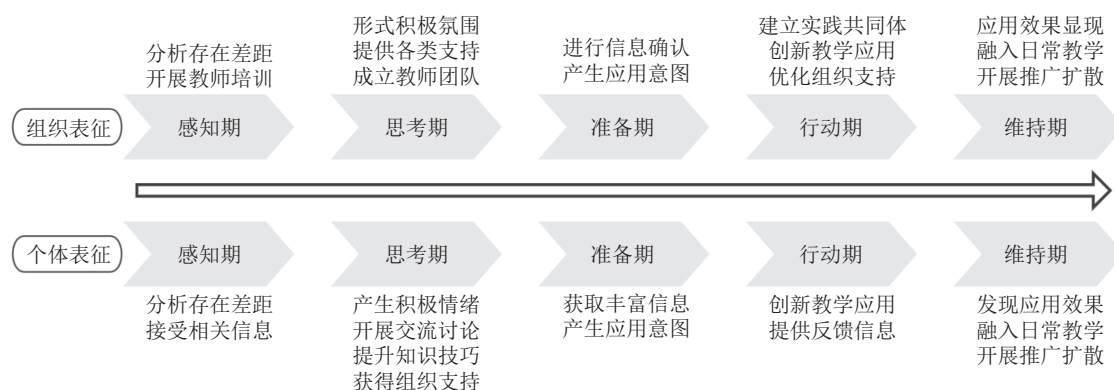 分析存在差距
开展教师培训
形式积极氛围
提供各类支持
成立教师团队
进行信息确认
产生应用意图
建立实践共同体
创新教学应用
优化组织支持
应用效果显现
融入日常教学
开展推广扩散
组织表征
感知期
思考期
准备期
行动期
维持期
个体表征
感知期
思考期
准备期
行动期
维持期
分析存在差距
接受相关信息
产生积极情绪
开展交流讨论
提升知识技巧
获得组织支持
获取丰富信息
产生应用意图
创新教学应用
提供反馈信息
发现应用效果
融入日常教学
开展推广扩散